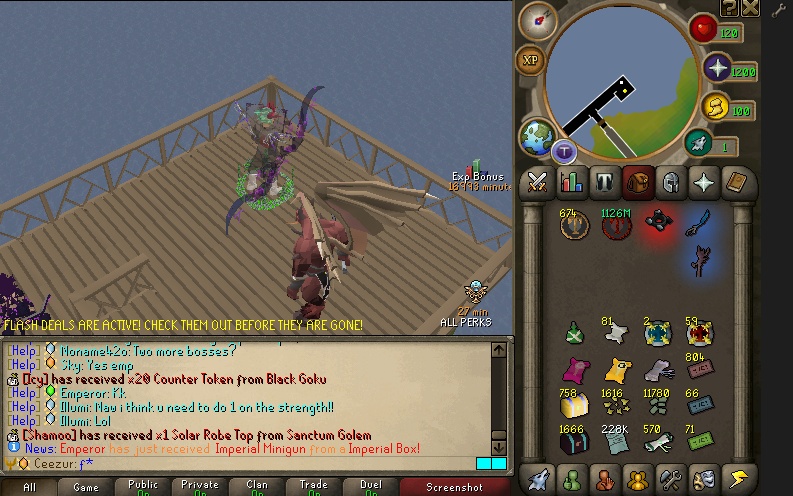 120
XP
1200
100
T
1
Exp Bonus
16993 minute
27 min
ALL PERKS
FLASH DEALS ARE ACTIVE! CHECK THEM OUT BEFORE THEY ARE GONE!
[Help] Noname420: Two more bosses?
[Help] Sky: Yes emp
[Icy] has received x20 Counter Token from Black Goku
[Help] Emperor: Kk
[Help] Illumi: Naw i think u need to do 1 on the strength!!
[Help] Illumi: Lol
[Shamoo] has received x1 Solar Robe Top from Sanctum Golem
News: Emperor has just received Imperial Minigun from a Imperial Box!
Ceezur: f*
All Game Public On Private On Clan On Trade On Duel On Screenshot
674 1126M
81 2 59
804
758 1616 11780 66
1666 228K 570 71